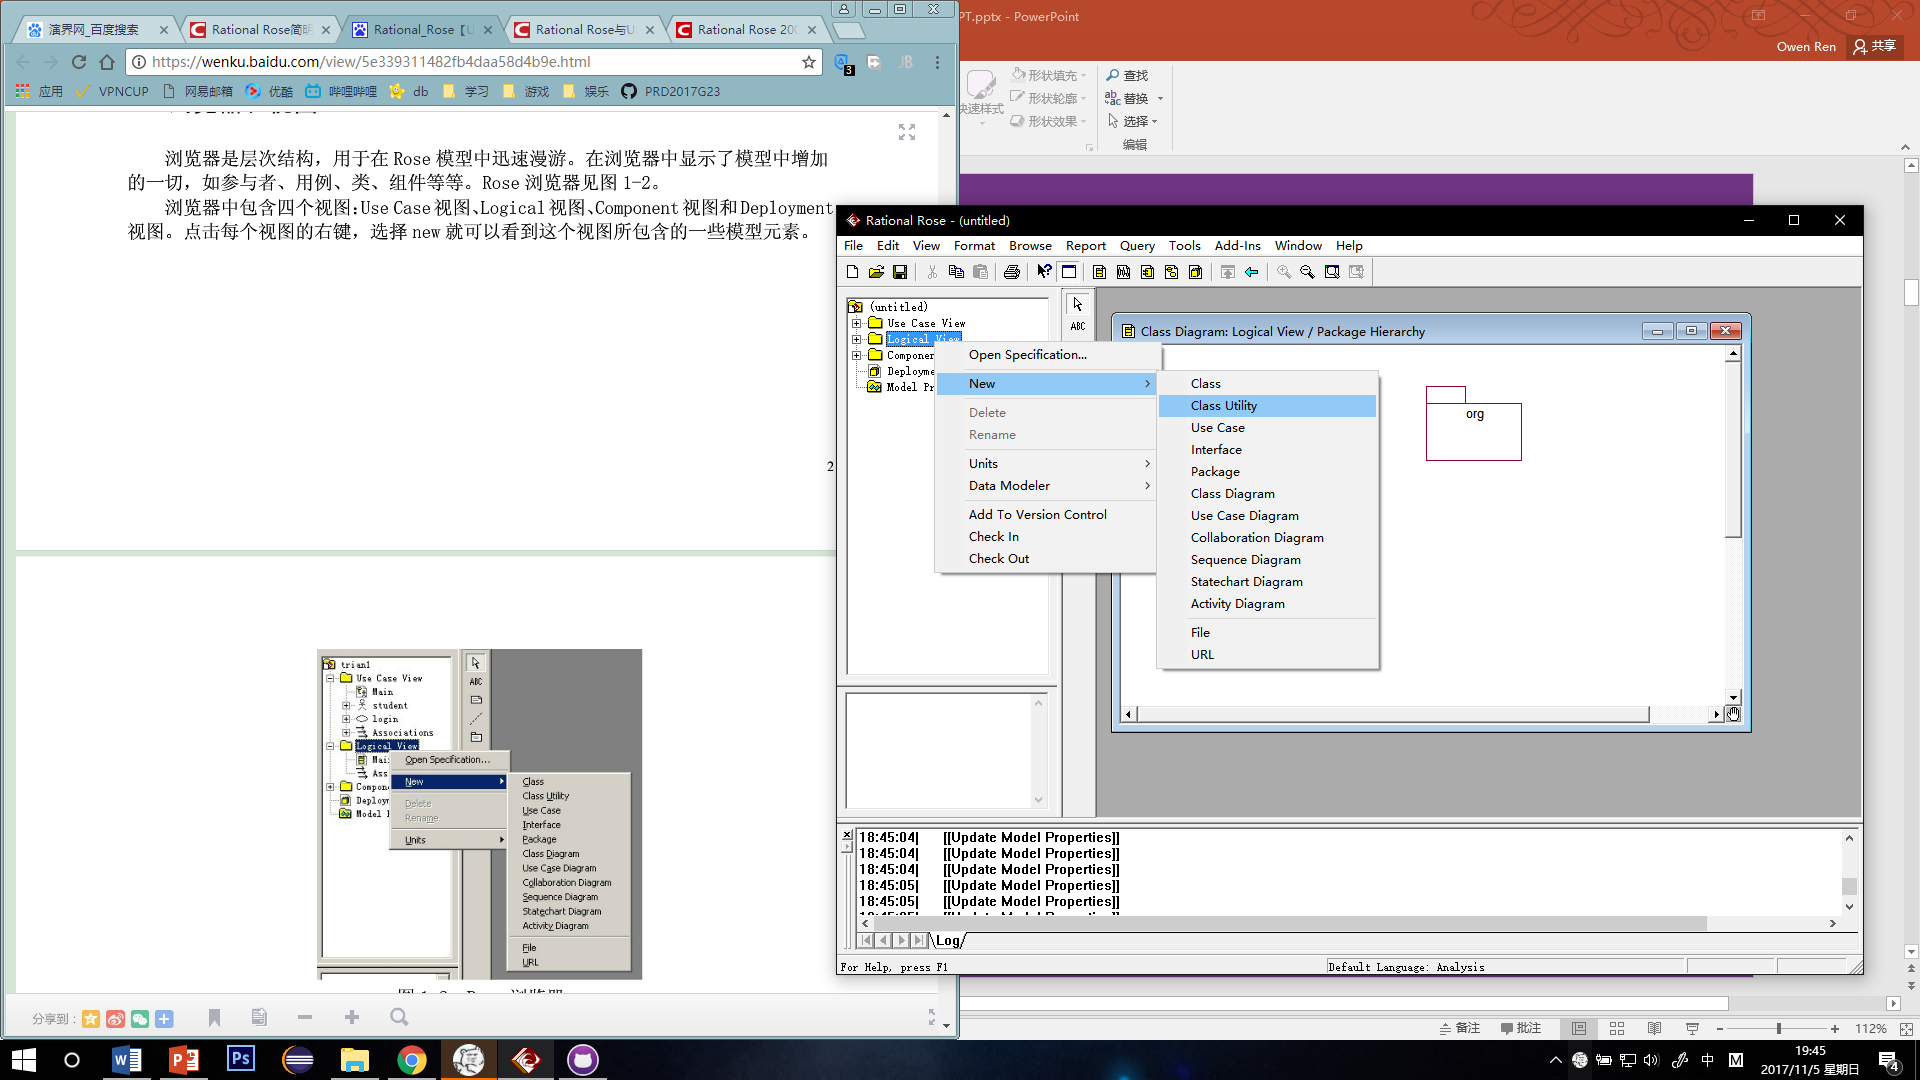 演界网_百度搜索
Rational Rose简明
Rational_Rose【U
Rational Rose与U
Rational Rose 200
https://wenku.baidu.com/view/5e339311482fb4daa58d4b9e.html
3
应用
VPNCUP
网易邮箱
优酷
哔哩哔哩
db
学习
游戏
娱乐
PRD2017G23
浏览器是层次结构，用于在 Rose 模型中迅速漫游。在浏览器中显示了模型中增加
的一切，如参与者、用例、类、组件等等。Rose 浏览器见图 1-2。
浏览器中包含四个视图:Use Case 视图、Logical 视图、Component 视图和 Deployment
视图。点击每个视图的右键，选择 new 就可以看到这个视图所包含的一些模型元素。
2
trian1
Use Case View
Main
student
login
Associations
Logical View
Mai
Ass
Compon
Deploy
Model
ABC
Open Specification...
New
Delete
Rename
Units
Class
Class Utility
Use Case
Interface
Package
Class Diagram
Use Case Diagram
Collaboration Diagram
Sequence Diagram
Statechart Diagram
Activity Diagram
File
URL
分享到：
PT.pptx - PowerPoint
Owen Ren
共享
快速样式
形状填充
形状轮廓
形状效果
查找
替换
选择
编辑
Rational Rose - (untitled)
File Edit View Format Browse Report Query Tools Add-Ins Window Help
(untitled)
Use Case View
Logical View
Componen
Deployme
Model Pr
ABC
Open Specification...
New
Delete
Rename
Units
Data Modeler
Add To Version Control
Check In
Check Out
Class
Class Utility
Use Case
Interface
Package
Class Diagram
Use Case Diagram
Collaboration Diagram
Sequence Diagram
Statechart Diagram
Activity Diagram
File
URL
Class Diagram: Logical View / Package Hierarchy
org
18:45:04| [[Update Model Properties]]
18:45:04| [[Update Model Properties]]
18:45:04| [[Update Model Properties]]
18:45:05| [[Update Model Properties]]
18:45:05| [[Update Model Properties]]
Log
For Help, press F1
Default Language: Analysis
备注
批注
112%
中
M
19:45
2017/11/5 星期日
4